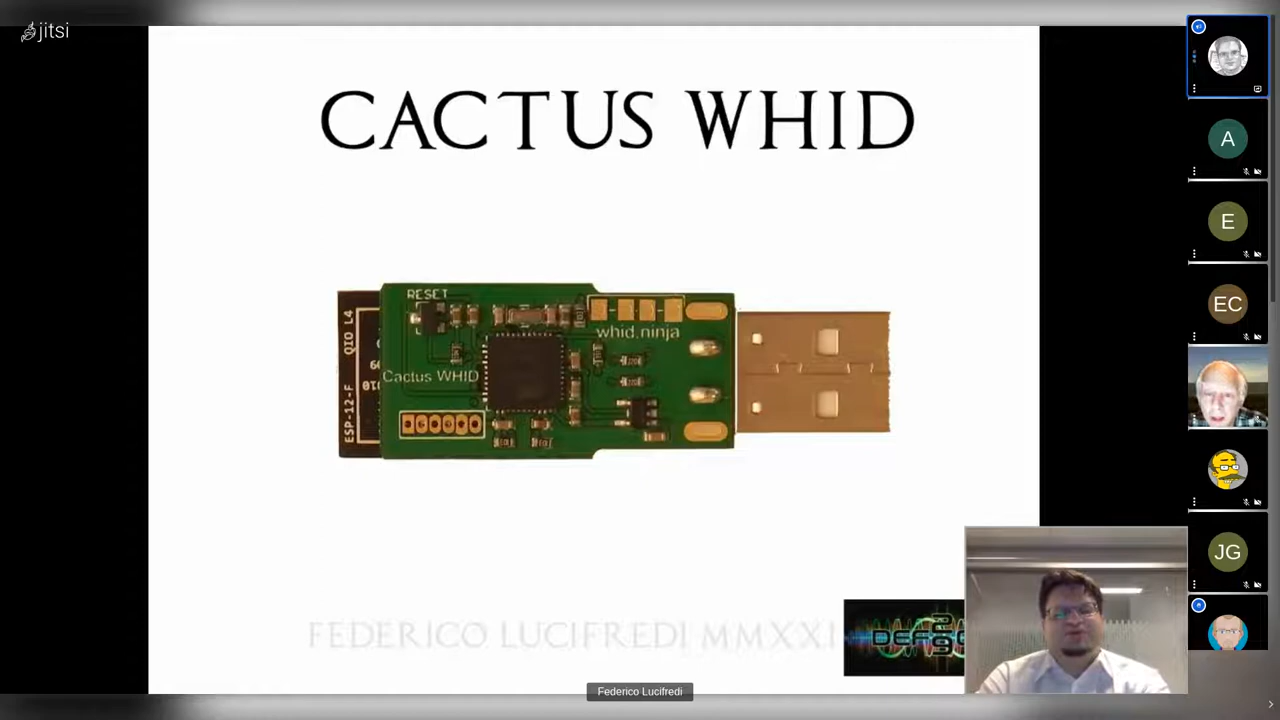 jitsi
CACTUS WHID
RESET
whid.ninja
Cactus WHID
QIO L4
ESP-12-F
FEDERICO LUCIFREDI MMXXI
Federico Lucifredi
A
E
EC
JG